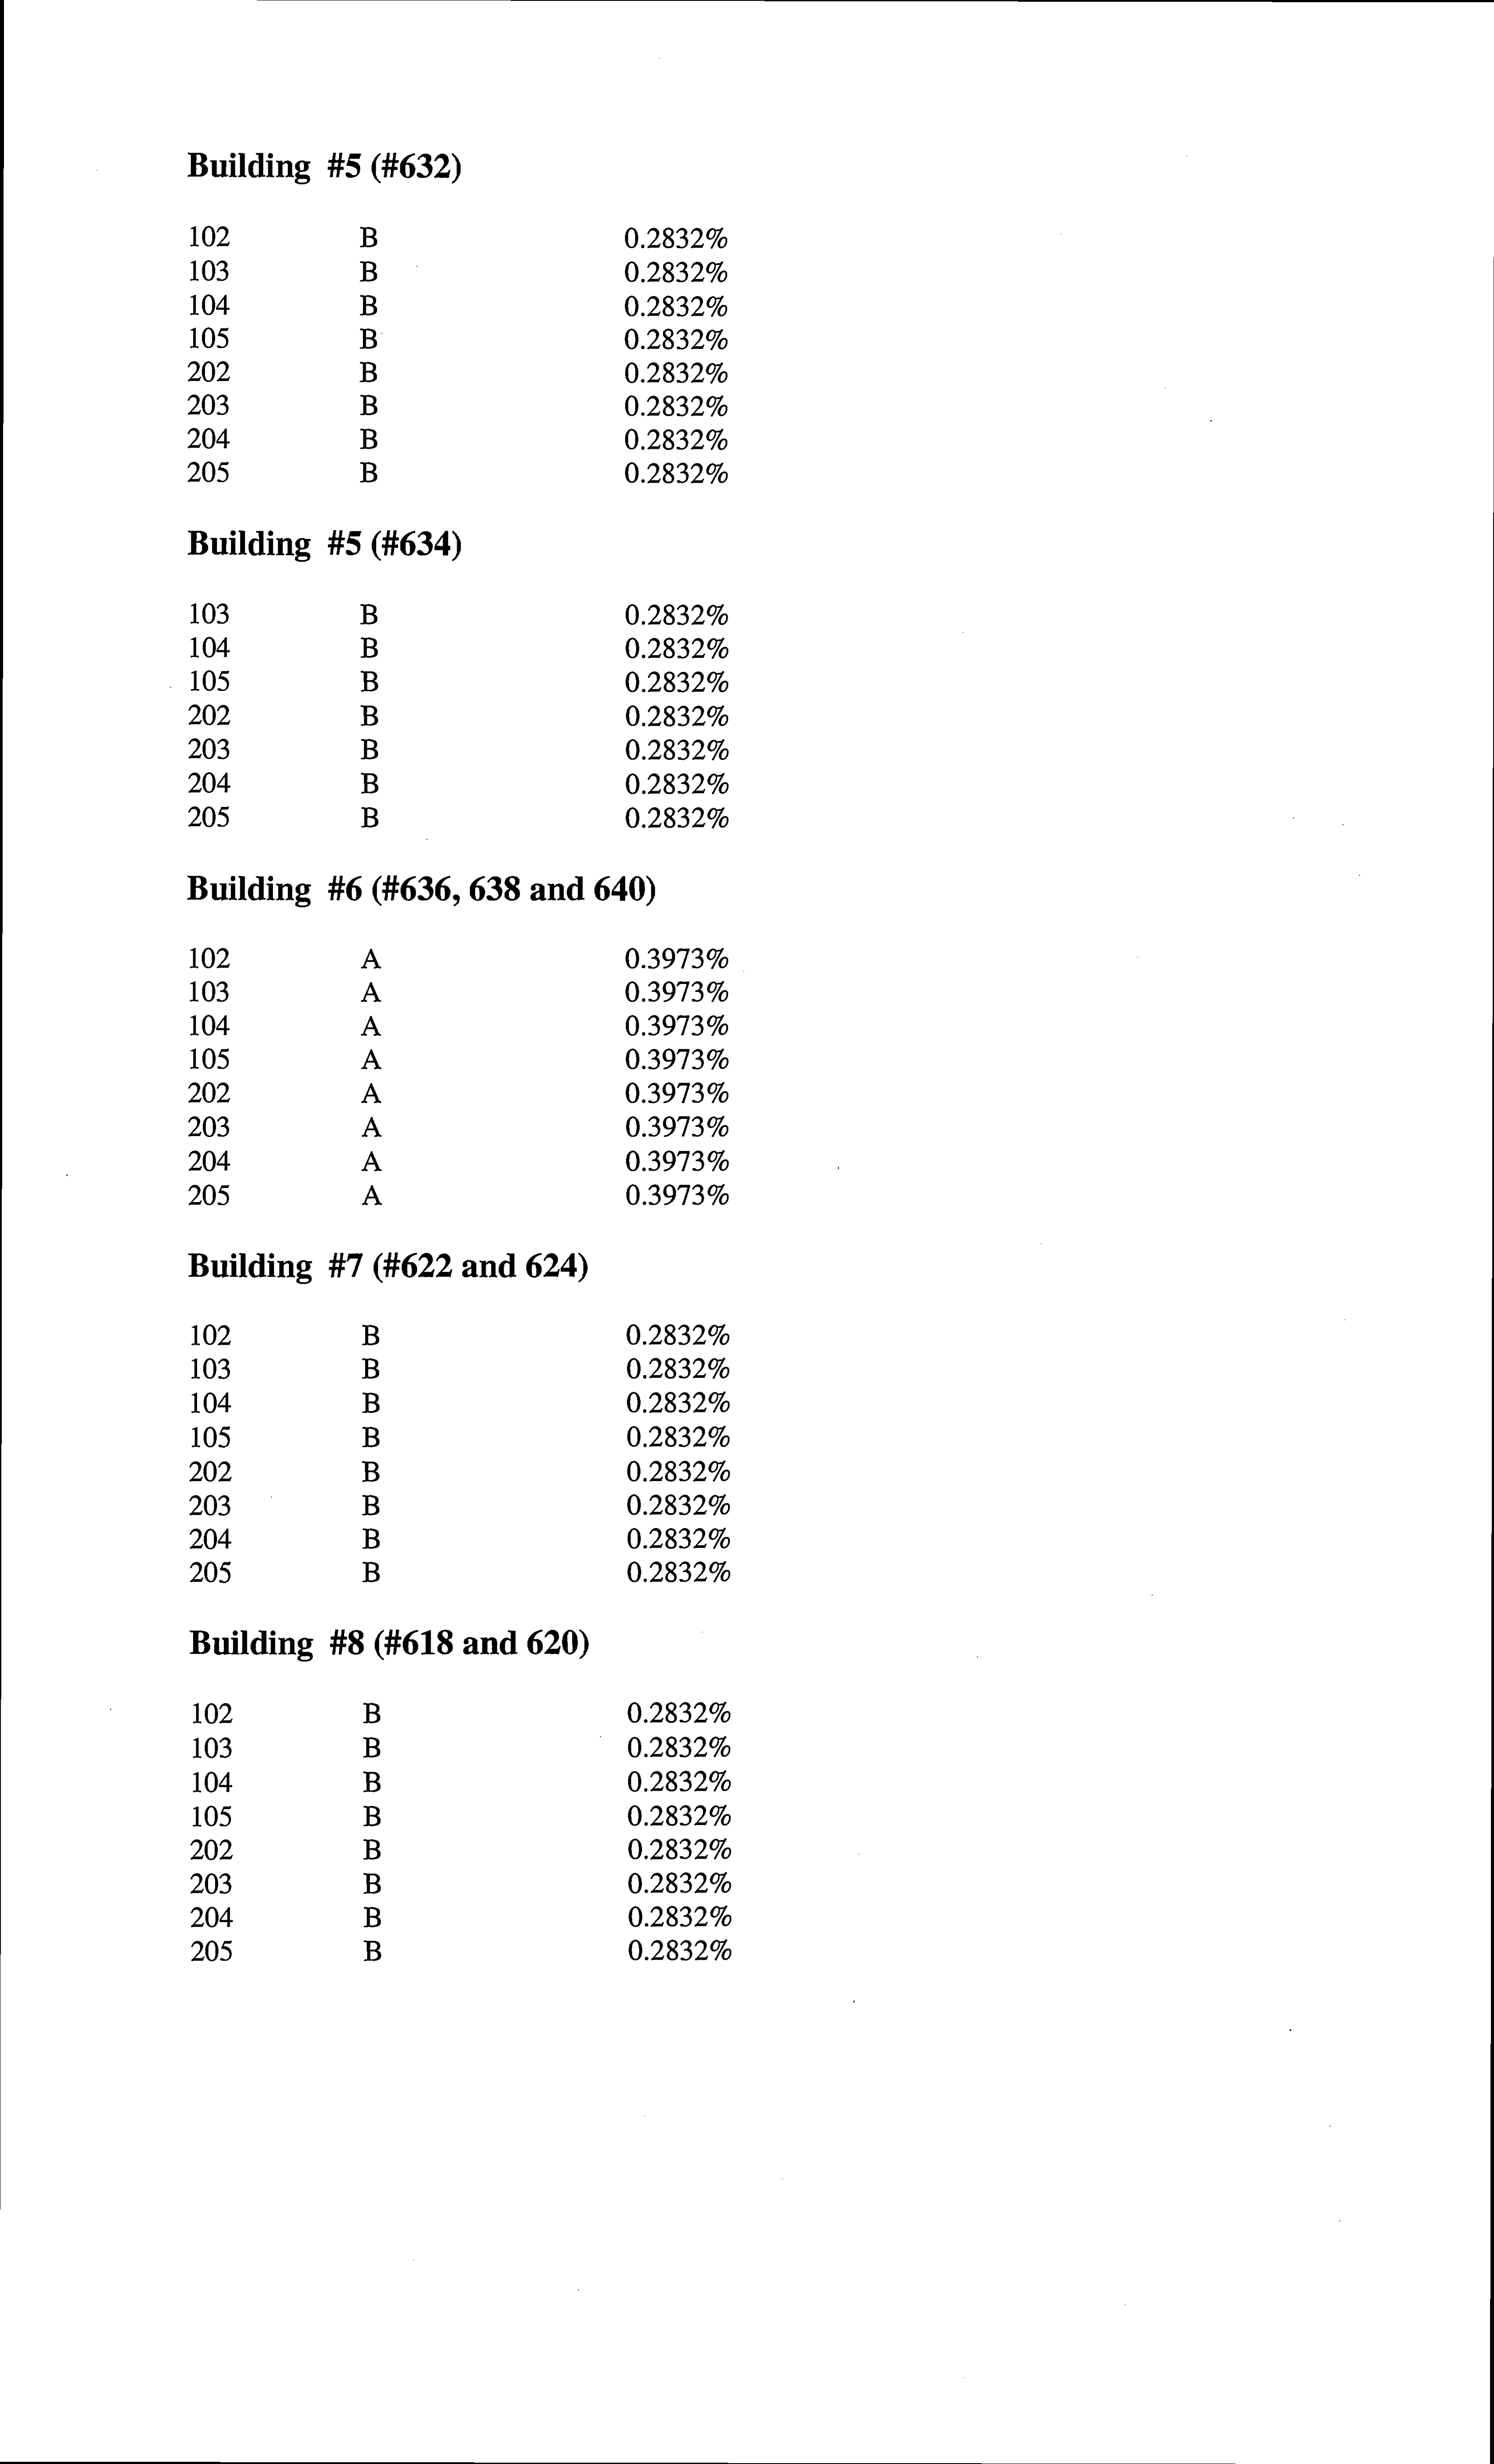 Building #5 (#632)
102 B 0.2832%
103 B 0.2832%
104 B 0.2832%
105 B 0.2832%
202 B 0.2832%
203 B 0.2832%
204 B 0.2832%
205 B 0.2832%
Building #5 (#634)
103 B 0.2832%
104 B 0.2832%
105 B 0.2832%
202 B 0.2832%
203 B 0.2832%
204 B 0.2832%
205 B 0.2832%
Building #6 (#636, 638 and 640)
102 A 0.3973%
103 A 0.3973%
104 A 0.3973%
105 A 0.3973%
202 A 0.3973%
203 A 0.3973%
204 A 0.3973%
205 A 0.3973%
Building #7 (#622 and 624)
102 B 0.2832%
103 B 0.2832%
104 B 0.2832%
105 B 0.2832%
202 B 0.2832%
203 B 0.2832%
204 B 0.2832%
205 B 0.2832%
Building #8 (#618 and 620)
102 B 0.2832%
103 B 0.2832%
104 B 0.2832%
105 B 0.2832%
202 B 0.2832%
203 B 0.2832%
204 B 0.2832%
205 B 0.2832%